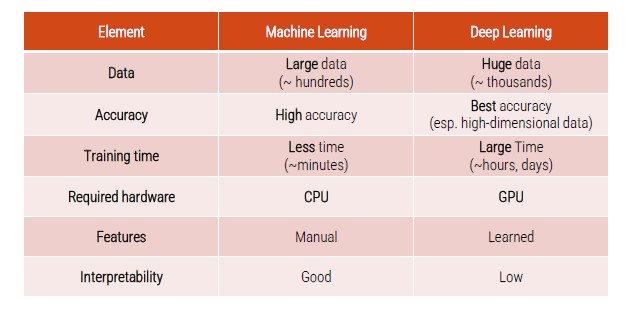 Element Machine Learning Deep Learning
Data Large data Huge data
(~ hundreds) (~ thousands)
Accuracy High accuracy Best accuracy
(esp. high-dimensional data)
Training time Less time Large Time
(~minutes) (~hours, days)
Required hardware CPU GPU
Features Manual Learned
Interpretability Good Low